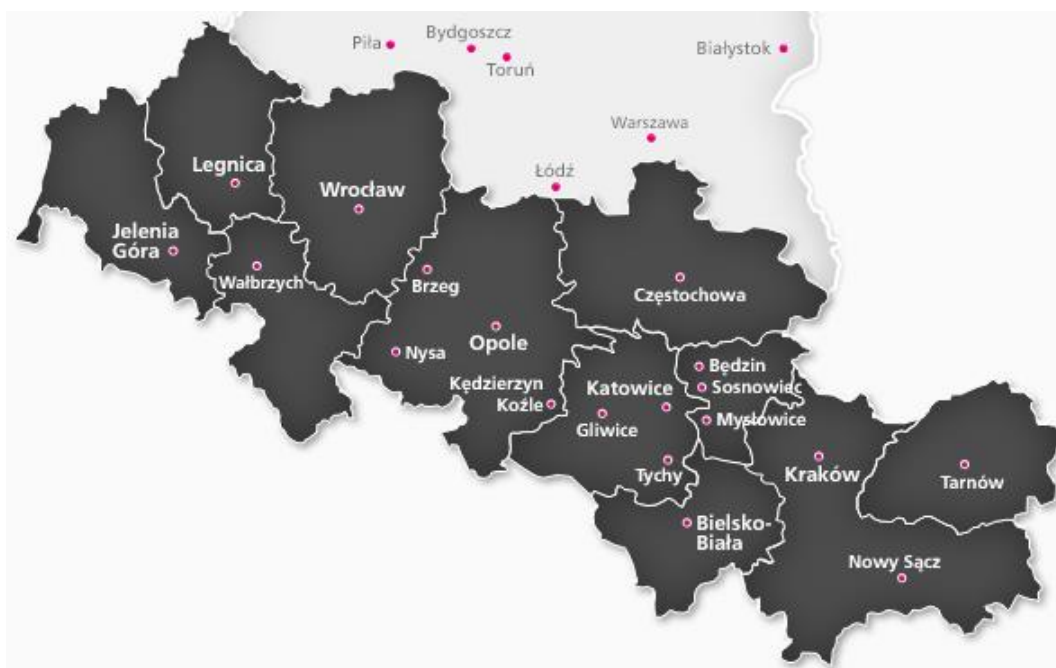 Piła
Bydgoszcz
Toruń
Białystok
Warszawa
Łódź
Legnica
Wrocław
Jelenia
Góra
Wałbrzych
Brzeg
Częstochowa
Opole
Nysa
Kędzierzyn
Koźle
Katowice
Gliwice
Tychy
Będzin
Sosnowiec
Mysłowice
Kraków
Tarnów
Bielsko-
Biała
Nowy Sącz